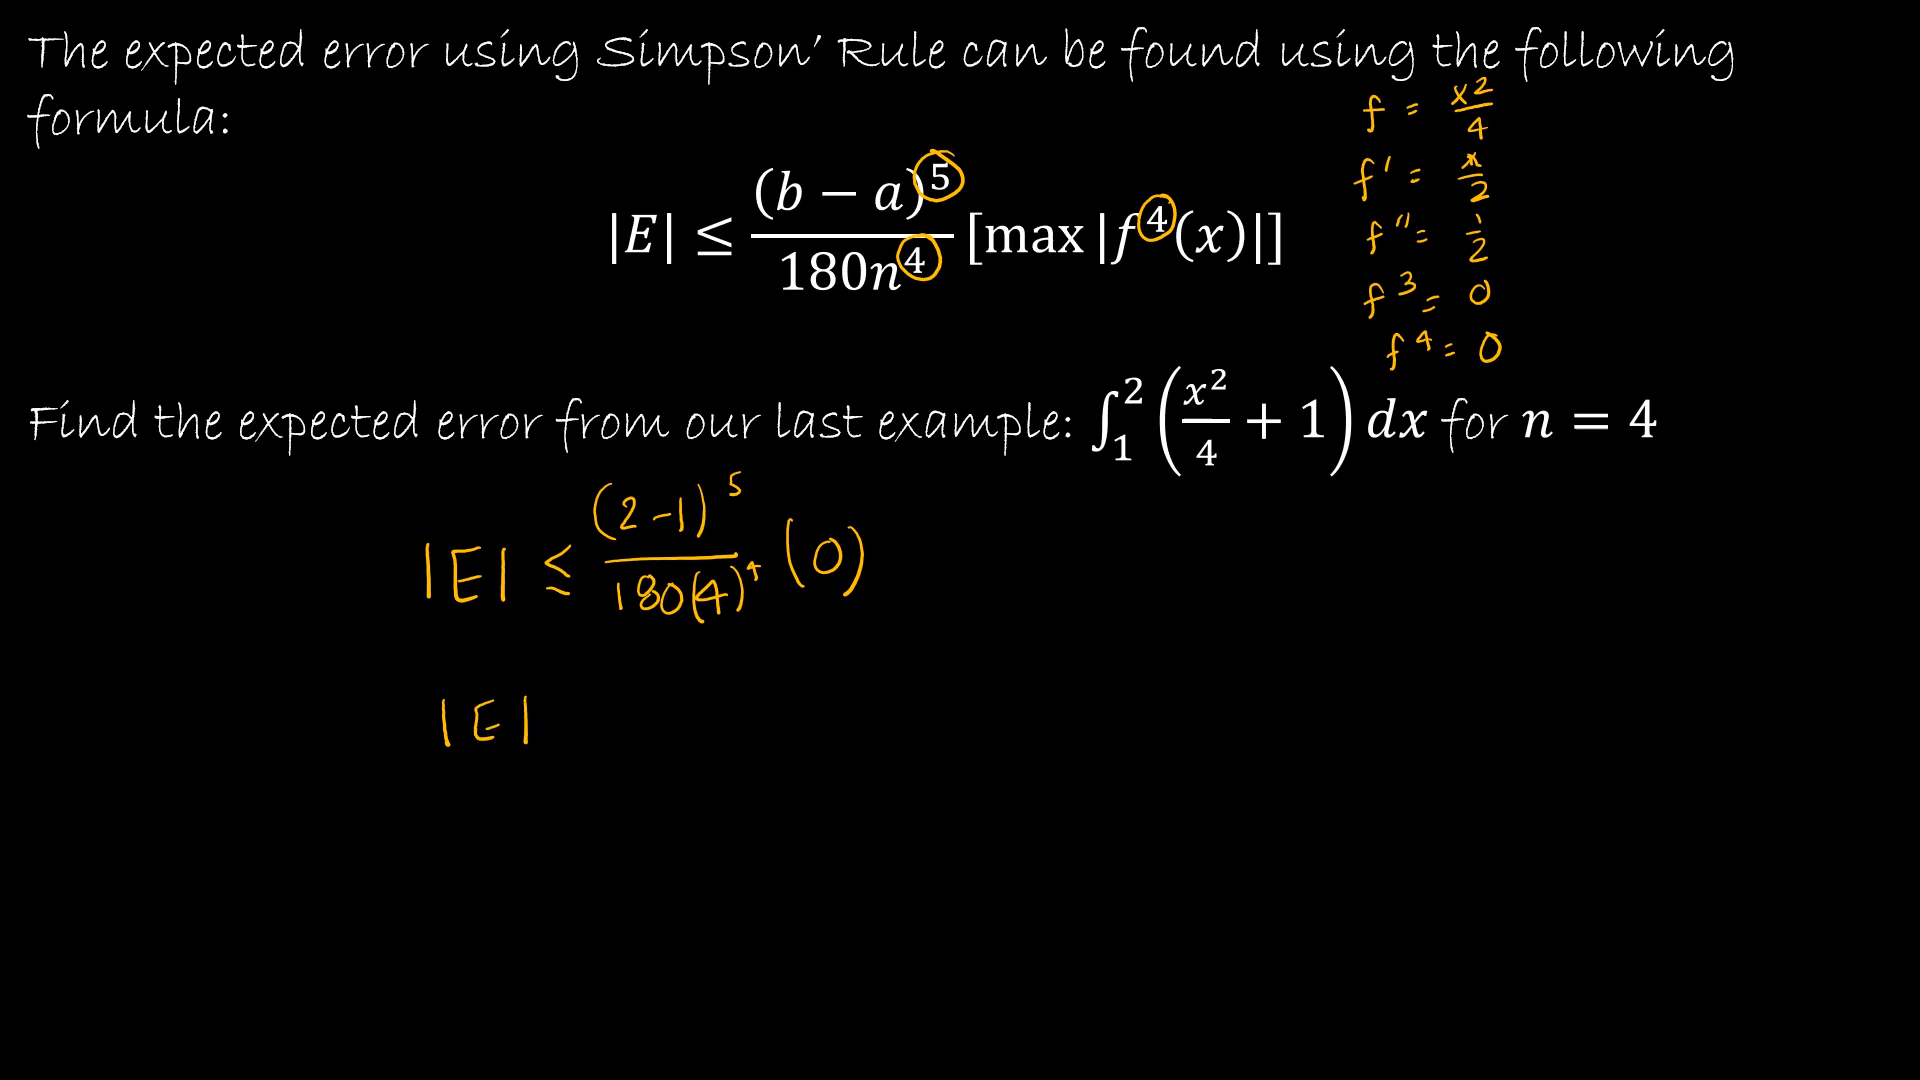 The expected error using Simpson’ Rule can be found using the following
formula:
f = x²/4
f' = x/2
|E| ≤ (b − a)⁵/180n⁴ [max |f⁴(x)|]
f'' = 1/2
f³ = 0
f⁴ = 0
Find the expected error from our last example: ∫₁² (x²/4 + 1) dx for n = 4
|E| ≤ (2-1)⁵/180(4)⁴ (0)
|E|